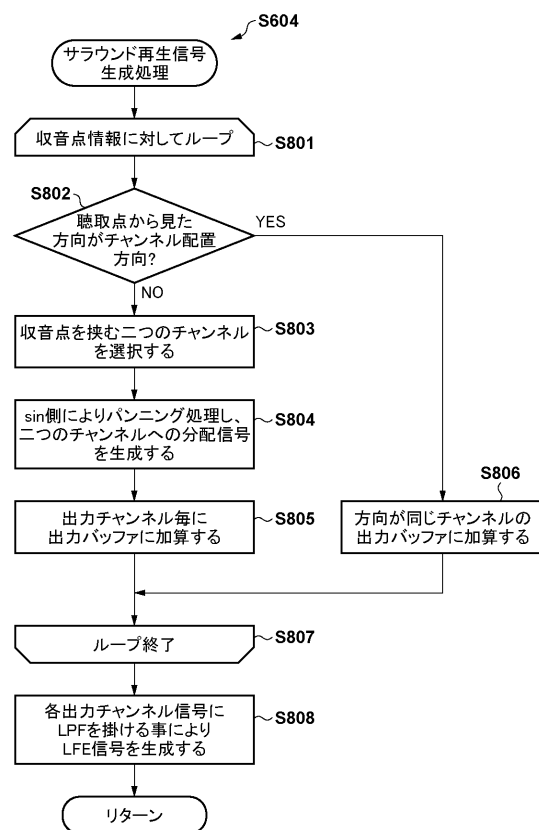 S604
サラウンド再生信号
生成処理
収音点情報に対してループ
S801
S802
聴取点から見た
方向がチャンネル配置
方向?
YES
NO
収音点を挟む二つのチャンネル
を選択する
S803
sin側によりパンニング処理し、
二つのチャンネルへの分配信号
を生成する
S804
出力チャンネル毎に
出力バッファに加算する
S805
S806
方向が同じチャンネルの
出力バッファに加算する
ループ終了
S807
各出力チャンネル信号に
LPFを掛ける事により
LFE信号を生成する
S808
リターン